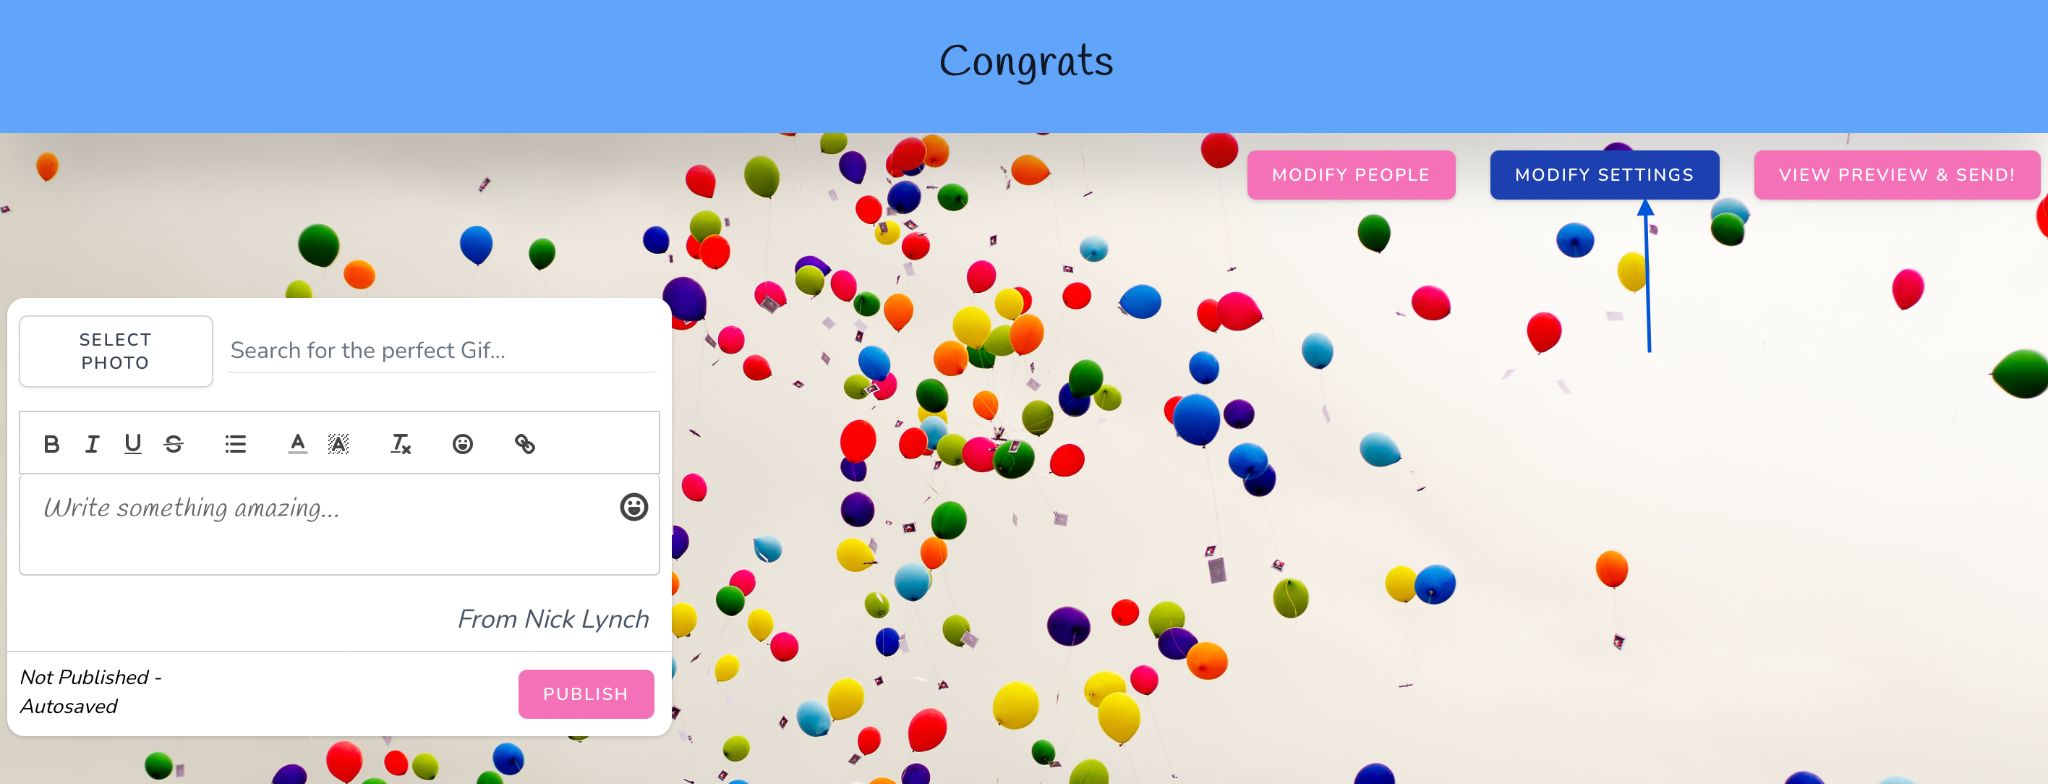 Congrats
MODIFY PEOPLE
MODIFY SETTINGS
VIEW PREVIEW & SEND!
SELECT
PHOTO
Search for the perfect Gif...
Write something amazing...
From Nick Lynch
Not Published -
Autosaved
PUBLISH